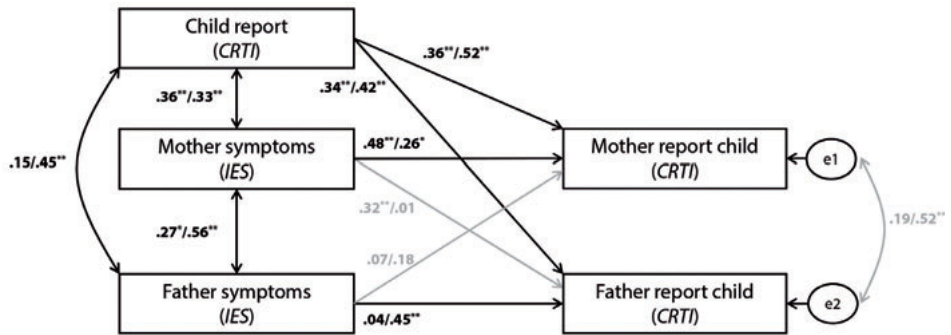 Child report
(CRTI)
.36**/.52**
.34**/.42**
.36**/.33**
Mother symptoms
(IES)
.48**/.26*
Mother report child
(CRTI)
e1
.15/.45**
.32**/.01
.19/.52**
.27*/.56**
.07/.18
Father symptoms
(IES)
.04/.45**
Father report child
(CRTI)
e2